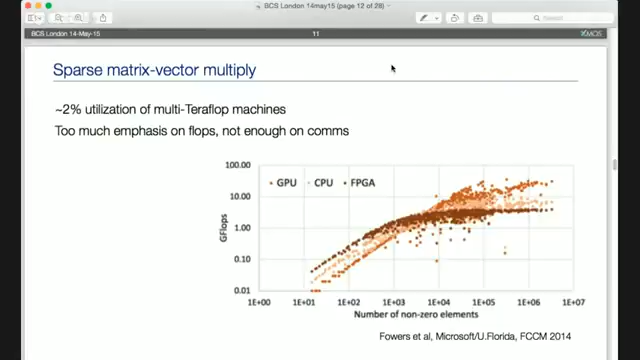 BCS London 14may15 (page 12 of 28)
Search
BCS London 14-May-15
11
XMOS
Sparse matrix-vector multiply
~2% utilization of multi-Teraflop machines
Too much emphasis on flops, not enough on comms
100.00
10.00
1.00
0.10
0.01
GFlops
GPU CPU FPGA
1E+00 1E+01 1E+02 1E+03 1E+04 1E+05 1E+06 1E+07
Number of non-zero elements
Fowers et al, Microsoft/U.Florida, FCCM 2014